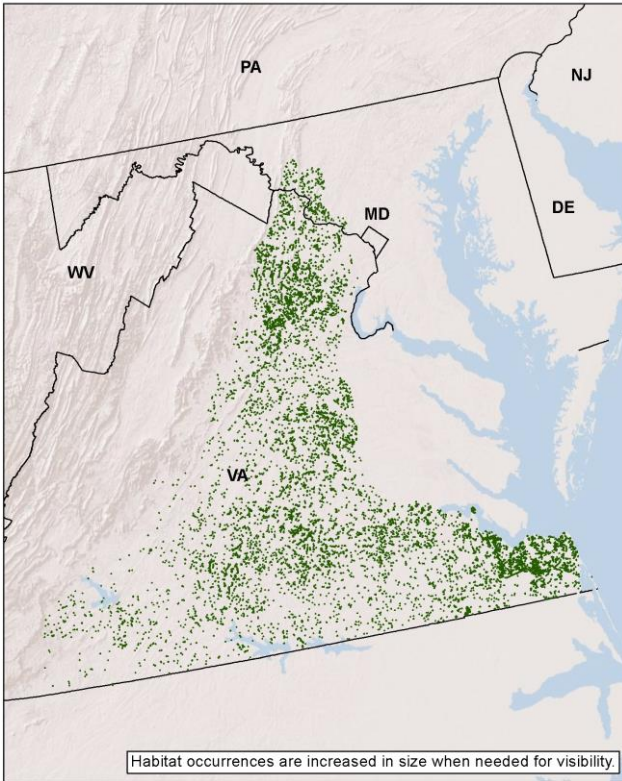 PA
NJ
MD
DE
WV
VA
Habitat occurrences are increased in size when needed for visibility.